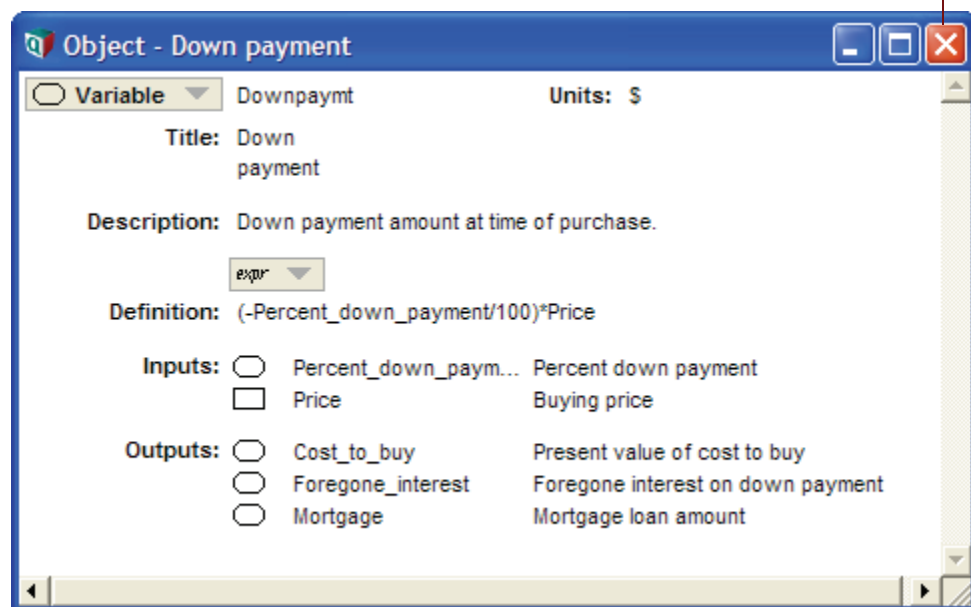 Object - Down payment
Variable Downpaymt Units: $
Title: Down
payment
Description: Down payment amount at time of purchase.
expr
Definition: (-Percent_down_payment/100)*Price
Inputs: Percent_down_paym... Percent down payment
Price Buying price
Outputs: Cost_to_buy Present value of cost to buy
Foregone_interest Foregone interest on down payment
Mortgage Mortgage loan amount